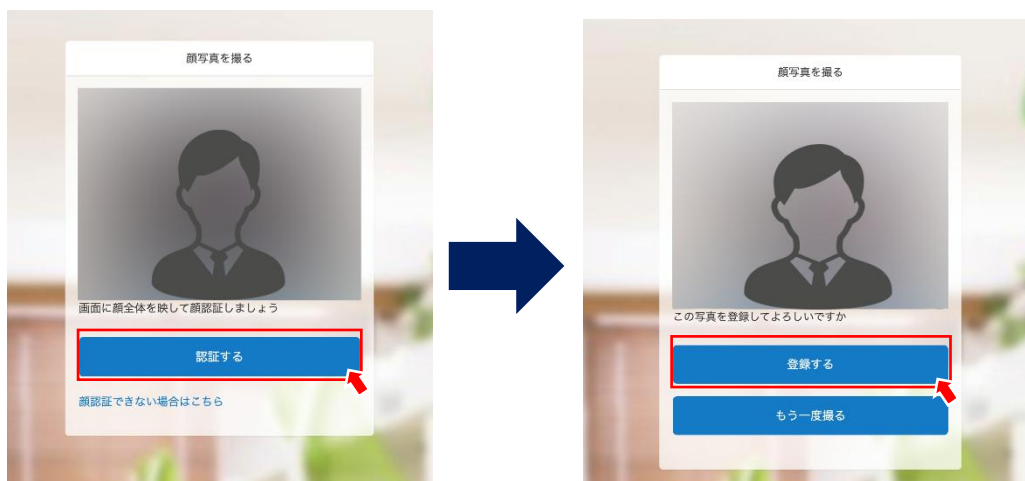 顔写真を撮る
画面に顔全体を映して顔認証しましょう
認証する
顔認証できない場合はこちら
顔写真を撮る
この写真を登録してよろしいですか
登録する
もう一度撮る